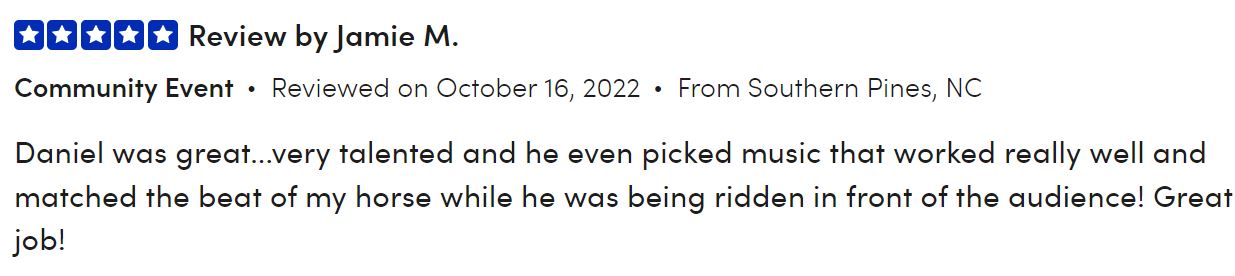 Review by Jamie M.
Community Event • Reviewed on October 16, 2022 • From Southern Pines, NC
Daniel was great...very talented and he even picked music that worked really well and
matched the beat of my horse while he was being ridden in front of the audience! Great
job!